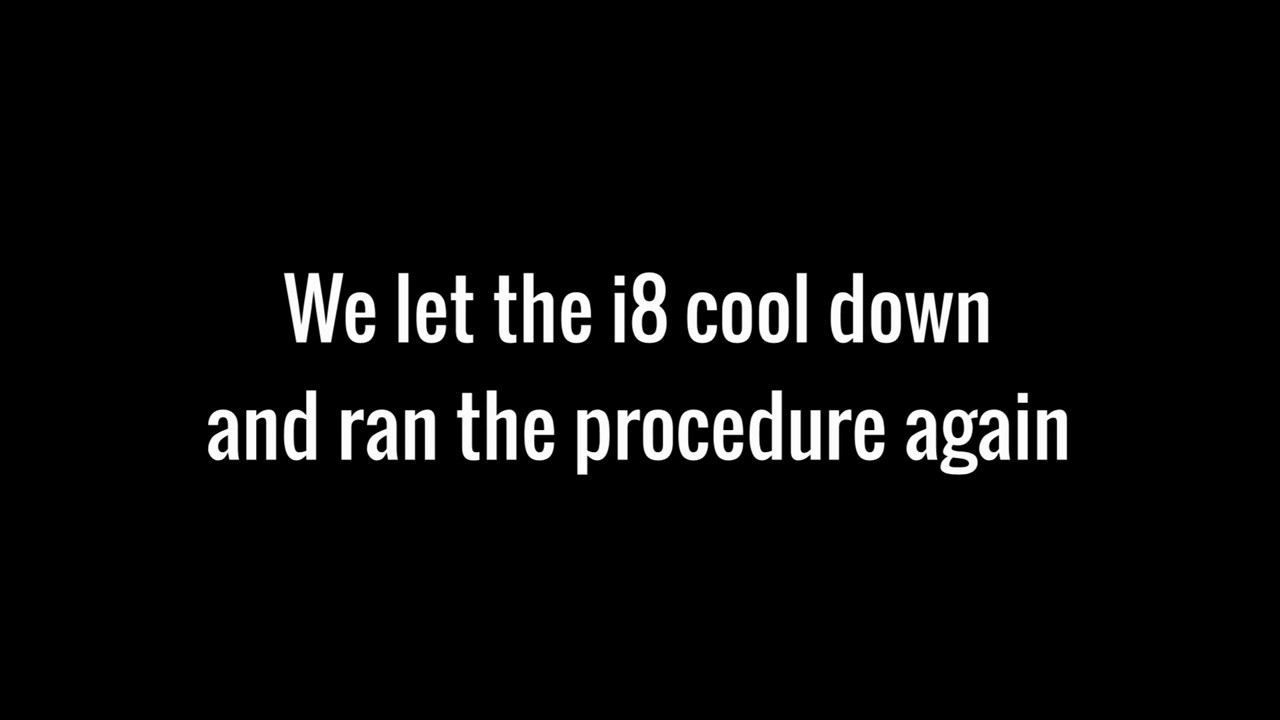 We let the i8 cool down
and ran the procedure again